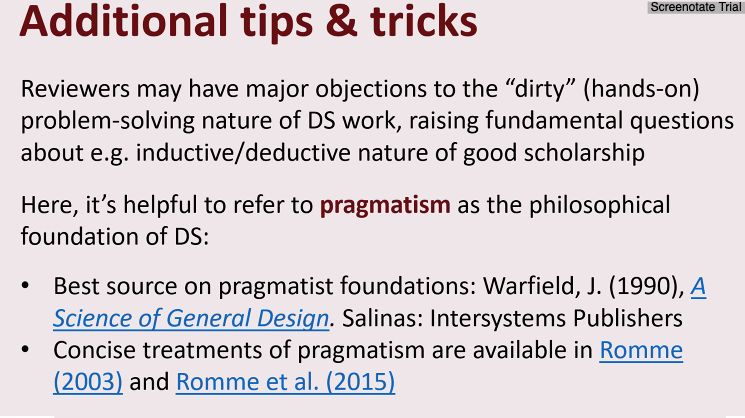 Screenotate Trial
Additional tips & tricks
Reviewers may have major objections to the “dirty” (hands-on)
problem-solving nature of DS work, raising fundamental questions
about e.g. inductive/deductive nature of good scholarship
Here, it’s helpful to refer to pragmatism as the philosophical
foundation of DS:
• Best source on pragmatist foundations: Warfield, J. (1990), A
Science of General Design. Salinas: Intersystems Publishers
• Concise treatments of pragmatism are available in Romme
(2003) and Romme et al. (2015)